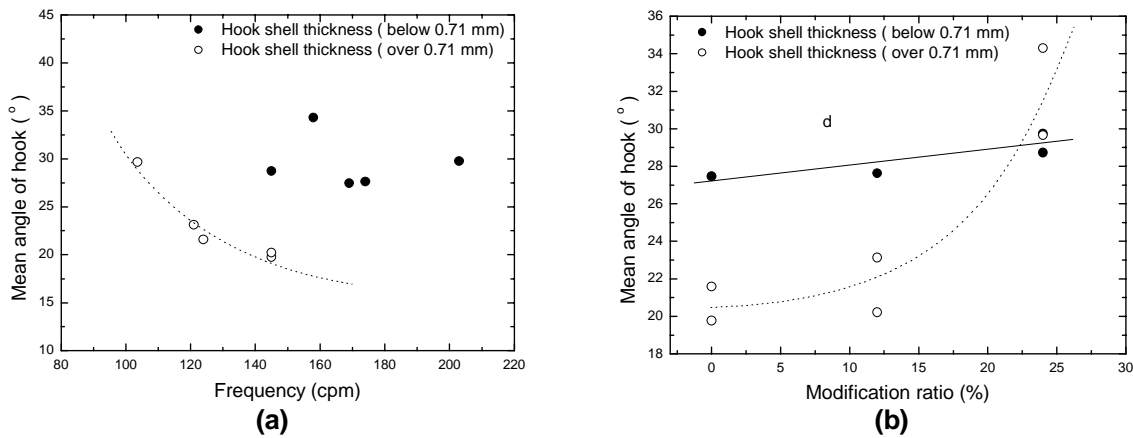 Hook shell thickness ( below 0.71 mm)
Hook shell thickness ( over 0.71 mm)
45
40
35
30
25
20
15
10
Mean angle of hook ( ° )
80 100 120 140 160 180 200 220
Frequency (cpm)
(a)
Hook shell thickness ( below 0.71 mm)
Hook shell thickness ( over 0.71 mm)
d
36
34
32
30
28
26
24
22
20
18
Mean angle of hook ( ° )
0 5 10 15 20 25 30
Modification ratio (%)
(b)